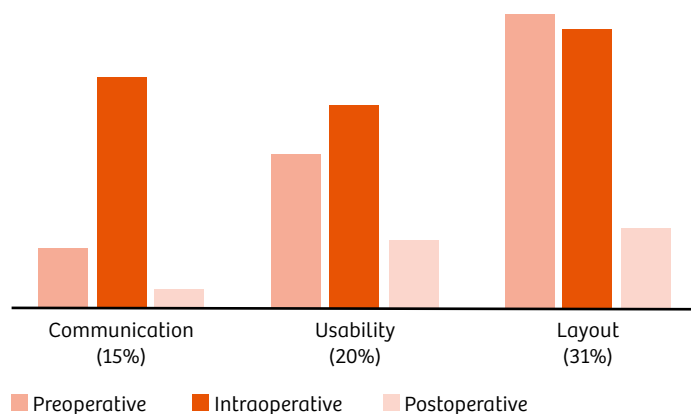 Communication
(15%)
Usability
(20%)
Layout
(31%)
Preoperative
Intraoperative
Postoperative